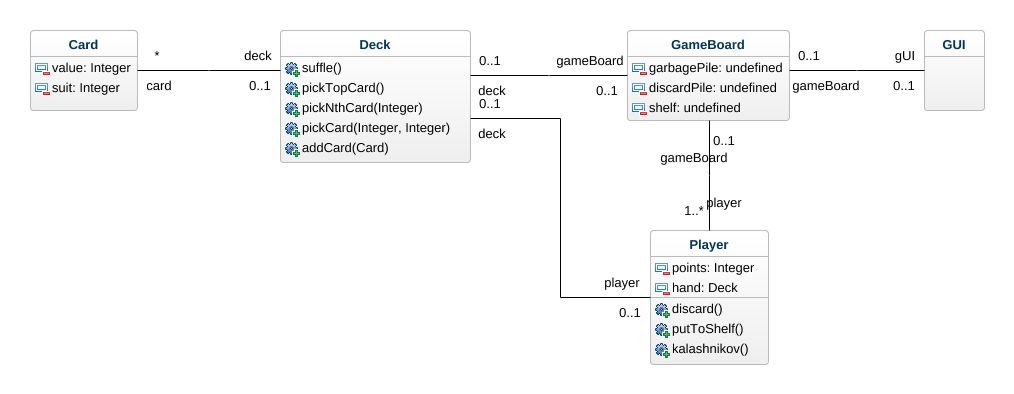 Card
value: Integer
suit: Integer
*
deck
card
0..1
Deck
suffle()
pickTopCard()
pickNthCard(Integer)
pickCard(Integer, Integer)
addCard(Card)
0..1
gameBoard
deck
0..1
0..1
deck
GameBoard
garbagePile: undefined
discardPile: undefined
shelf: undefined
0..1
gUI
gameBoard
0..1
GUI
0..1
gameBoard
player
1..*
Player
points: Integer
hand: Deck
discard()
putToShelf()
kalashnikov()
player
0..1